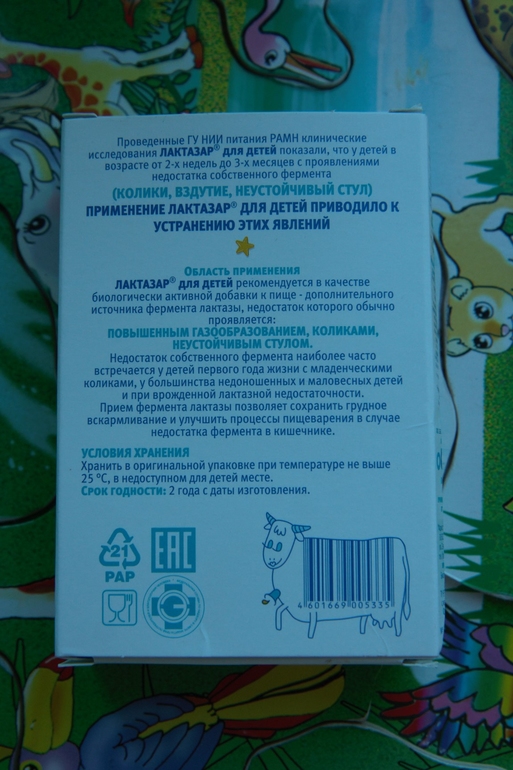 Проведенные ГУ НИИ питания РАМН клинические
исследования ЛАКТАЗАР® ДЛЯ ДЕТЕЙ показали, что у детей в
возрасте от 2-х недель до 3-х месяцев с проявлениями
недостатка собственного фермента
(КОЛИКИ, ВЗДУТИЕ, НЕУСТОЙЧИВЫЙ СТУЛ)
ПРИМЕНЕНИЕ ЛАКТАЗАР® ДЛЯ ДЕТЕЙ ПРИВОДИЛО К
УСТРАНЕНИЮ ЭТИХ ЯВЛЕНИЙ
ОБЛАСТЬ ПРИМЕНЕНИЯ
ЛАКТАЗАР® ДЛЯ ДЕТЕЙ рекомендуется в качестве
биологически активной добавки к пище - дополнительного
источника фермента лактазы, недостаток которого обычно
проявляется:
ПОВЫШЕННЫМ ГАЗООБРАЗОВАНИЕМ, КОЛИКАМИ,
НЕУСТОЙЧИВЫМ СТУЛОМ.
Недостаток собственного фермента наиболее часто
встречается у детей первого года жизни с младенческими
коликами, у большинства недоношенных и маловесных детей
и при врожденной лактазной недостаточности.
Прием фермента лактазы позволяет сохранить грудное
вскармливание и улучшить процессы пищеварения в случае
недостатка фермента в кишечнике.
УСЛОВИЯ ХРАНЕНИЯ
Хранить в оригинальной упаковке при температуре не выше
25 °С, в недоступном для детей месте.
СРОК ГОДНОСТИ: 2 года с даты изготовления.
21
PAP
EAC
4 601669 005335